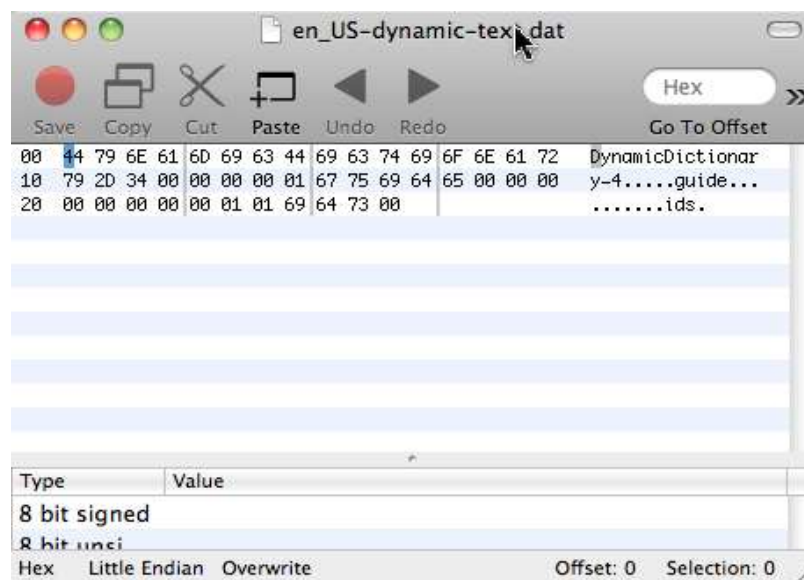 en_US-dynamic-text.dat
Hex
Save Copy Cut Paste Undo Redo Go To Offset
00 44 79 6E 61 6D 69 63 44 69 63 74 69 6F 6E 61 72 DynamicDictionar
10 79 2D 34 00 00 00 00 01 67 75 69 64 65 00 00 00 y-4.....guide...
20 00 00 00 00 00 01 01 69 64 73 00 .......ids.
Type Value
8 bit signed
8 bit unsi
Hex Little Endian Overwrite Offset: 0 Selection: 0